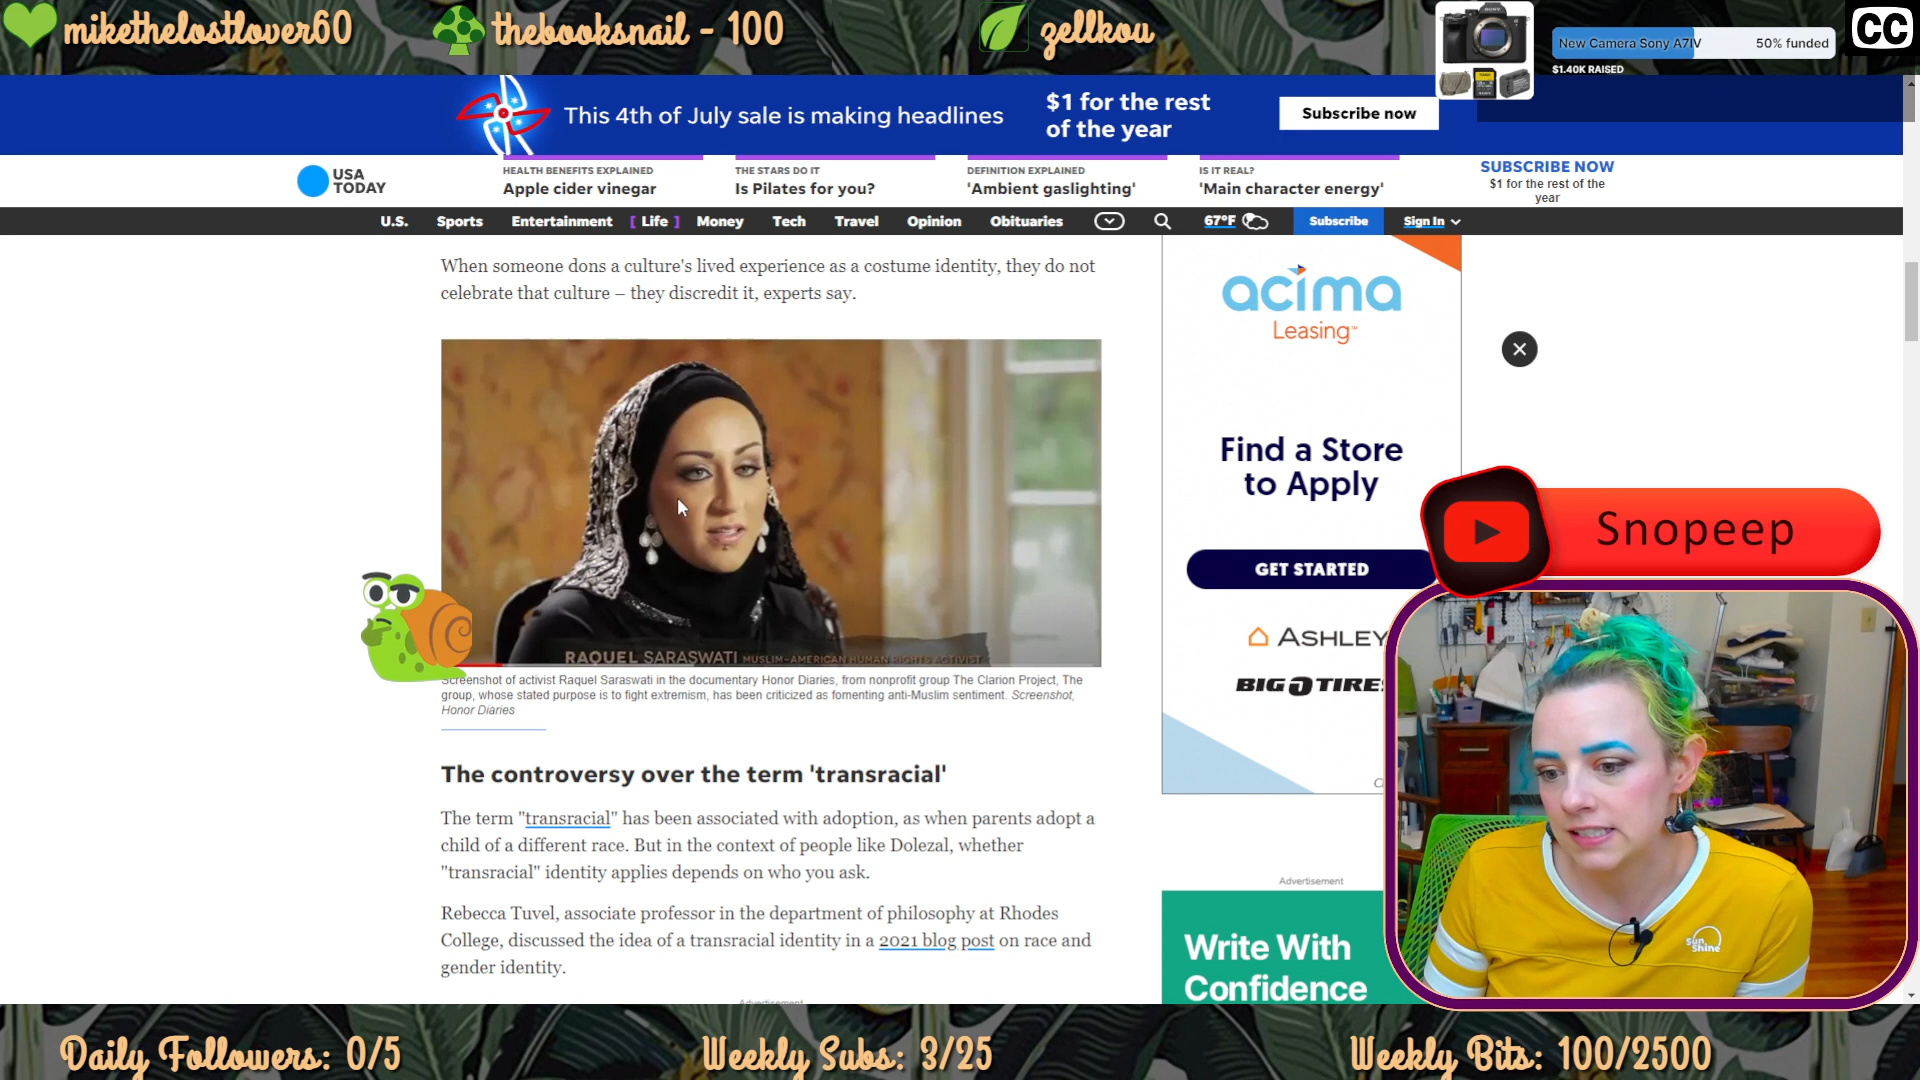 mikethelostlover60
thebooksnail - 100
zellkou
New Camera Sony A7IV
50% funded
$1.40K RAISED
CC
This 4th of July sale is making headlines
$1 for the rest
of the year
Subscribe now
USA
TODAY
HEALTH BENEFITS EXPLAINED
Apple cider vinegar
THE STARS DO IT
Is Pilates for you?
DEFINITION EXPLAINED
'Ambient gaslighting'
IS IT REAL?
'Main character energy'
SUBSCRIBE NOW
$1 for the rest of the
year
U.S. Sports Entertainment [ Life ] Money Tech Travel Opinion Obituaries 67°F Subscribe Sign In
When someone dons a culture's lived experience as a costume identity, they do not
celebrate that culture – they discredit it, experts say.
RAQUEL SARASWATI MUSLIM-AMERICAN HUMAN RIGHTS ACTIVIST
Screenshot of activist Raquel Saraswati in the documentary Honor Diaries, from nonprofit group The Clarion Project, The
group, whose stated purpose is to fight extremism, has been criticized as fomenting anti-Muslim sentiment. Screenshot,
Honor Diaries
The controversy over the term 'transracial'
The term "transracial" has been associated with adoption, as when parents adopt a
child of a different race. But in the context of people like Dolezal, whether
"transracial" identity applies depends on who you ask.
Rebecca Tuvel, associate professor in the department of philosophy at Rhodes
College, discussed the idea of a transracial identity in a 2021 blog post on race and
gender identity.
Advertisement
acima
Leasing™
Find a Store
to Apply
GET STARTED
ASHLEY
BIG O TIRES
Advertisement
Write With
Confidence
Snopeep
Sun
Shine
Daily Followers: 0/5
Weekly Subs: 3/25
Weekly Bits: 100/2500